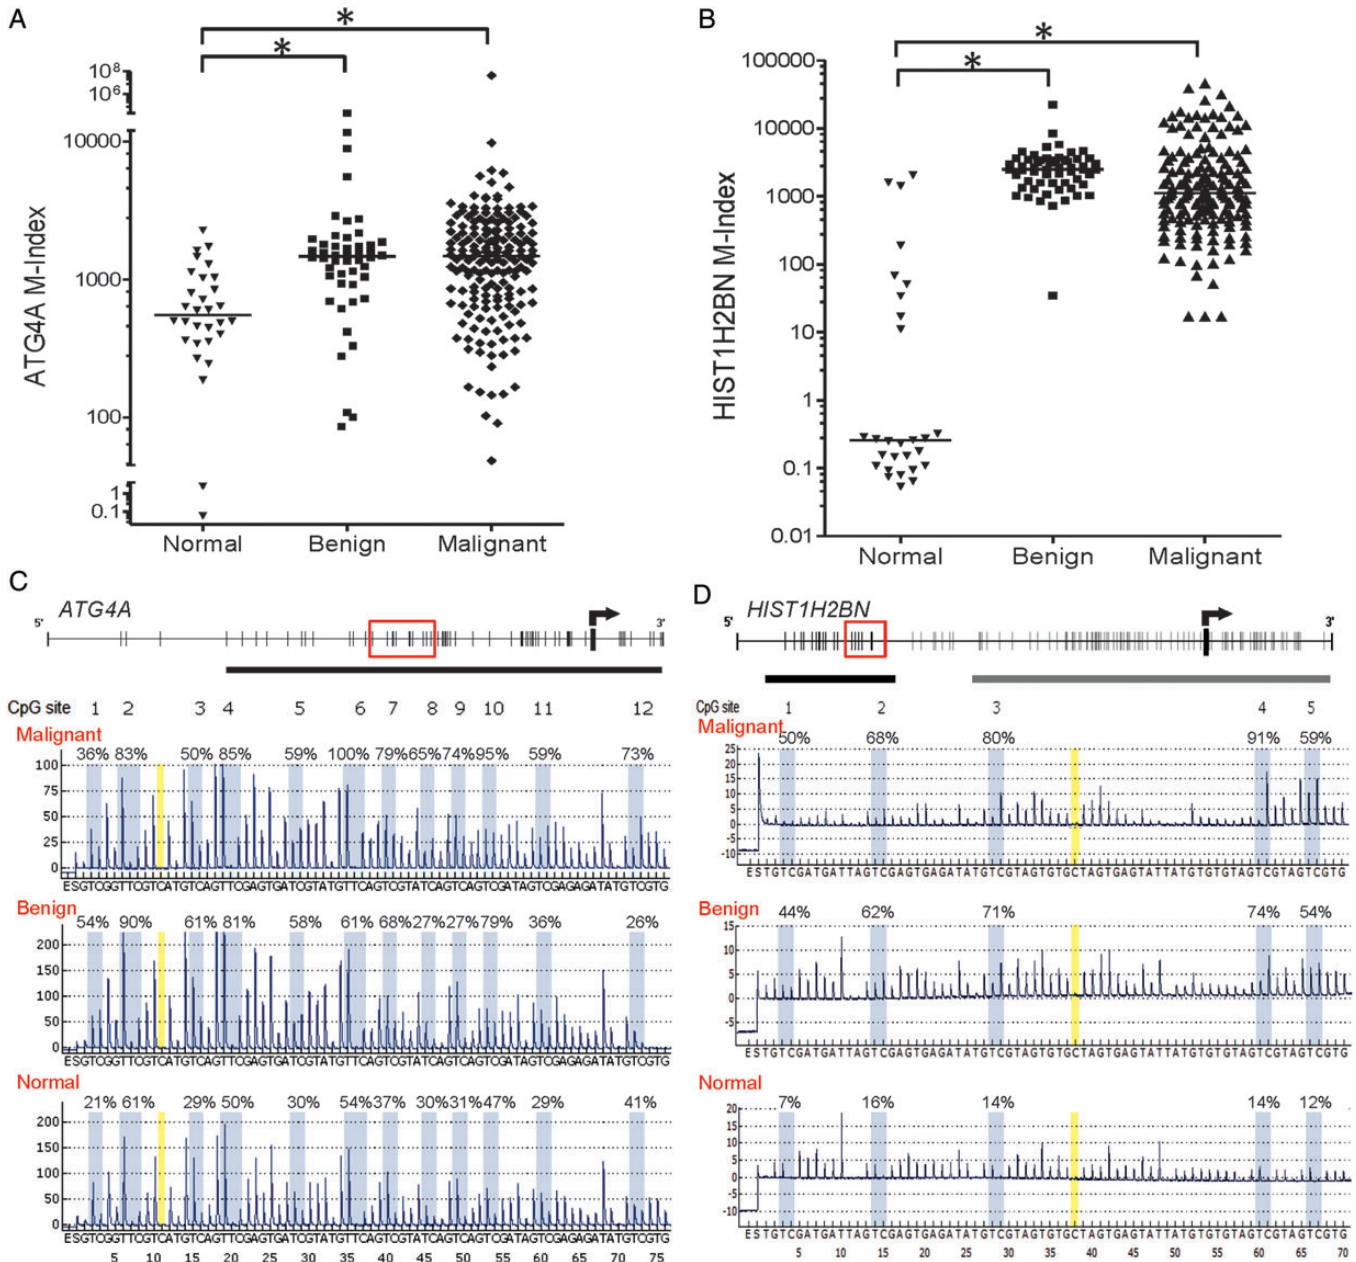 A
*
*
10⁸
10⁶
10000
1000
100
1
0.1
ATG4A M-Index
Normal Benign Malignant
B
*
*
100000
10000
1000
100
10
1
0.1
0.01
HIST1H2BN M-Index
Normal Benign Malignant
C
ATG4A
5' 3'
CpG site 1 2 3 4 5 6 7 8 9 10 11 12
Malignant
36% 83% 50% 85% 59% 100% 79% 65% 74% 95% 59% 73%
100
75
50
25
0
ESGTCGGTTCGTCATGTCAGTTCGAGTGATCGTATGTTCAGTCGTATCAGTCAGTCGATAGTCGAGAGATATGTCGTG
Benign
54% 90% 61% 81% 58% 61% 68% 27% 27% 79% 36% 26%
200
150
100
50
0
ESGTCGGTTCGTCATGTCAGTTCGAGTGATCGTATGTTCAGTCGTATCAGTCAGTCGATAGTCGAGAGATATGTCGTG
Normal
21% 61% 29% 50% 30% 54% 37% 30% 31% 47% 29% 41%
200
150
100
50
0
ESGTCGGTTCGTCATGTCAGTTCGAGTGATCGTATGTTCAGTCGTATCAGTCAGTCGATAGTCGAGAGATATGTCGTG
5 10 15 20 25 30 35 40 45 50 55 60 65 70 75
D
HIST1H2BN
5' 3'
CpG site 1 2 3 4 5
Malignant
50% 68% 80% 91% 59%
25
20
15
10
5
0
-5
-10
ESTGTCGATGATTAGTCGAGTGAGATATGTCGTAGTGTGCTAGTGAGTATTATGTGTGTAGTCGTAGTCGTG
Benign
44% 62% 71% 74% 54%
15
10
5
0
-5
ESTGTCGATGATTAGTCGAGTGAGATATGTCGTAGTGTGCTAGTGAGTATTATGTGTGTAGTCGTAGTCGTG
Normal
7% 16% 14% 14% 12%
20
15
10
5
0
-5
-10
ESTGTCGATGATTAGTCGAGTGAGATATGTCGTAGTGTGCTAGTGAGTATTATGTGTGTAGTCGTAGTCGTG
5 10 15 20 25 30 35 40 45 50 55 60 65 70